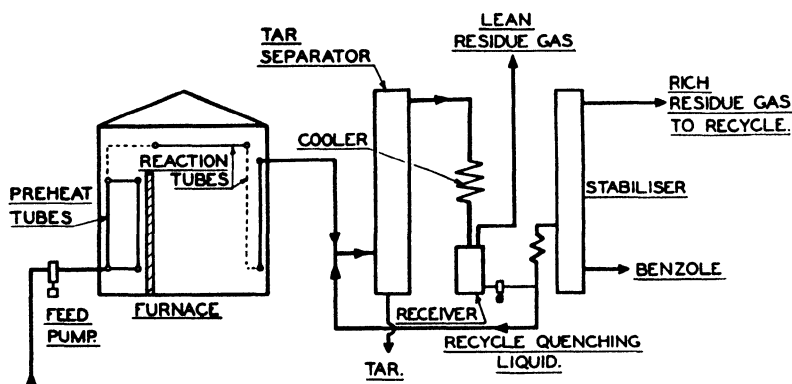 LEAN
RESIDUE GAS
TAR
SEPARATOR
RICH
RESIDUE GAS
TO RECYCLE.
COOLER
REACTION
TUBES
PREHEAT
TUBES
STABILISER
BENZOLE
FURNACE
RECEIVER
FEED
PUMP.
RECYCLE QUENCHING
LIQUID.
TAR.